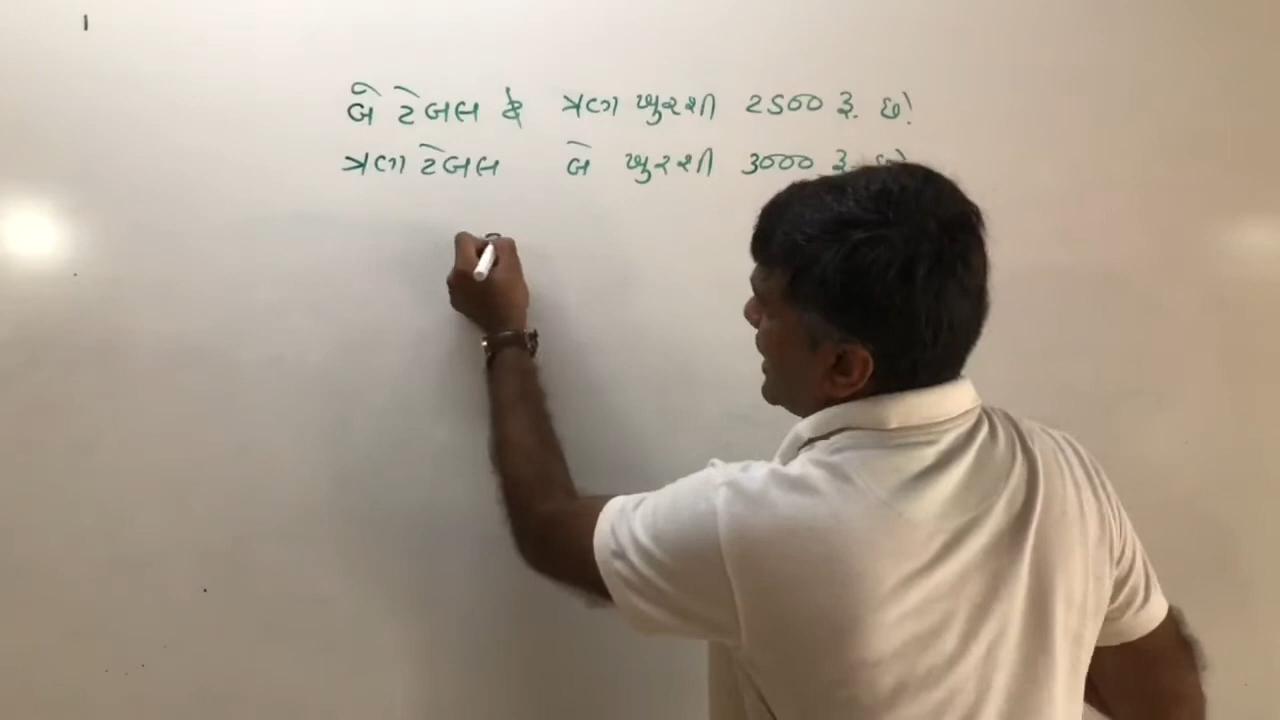 બે ટેબલ ત્રણ ખુરશી 2500 રૂ. છે!
ત્રણ ટેબલ બે ખુરશી 3000 રૂ.